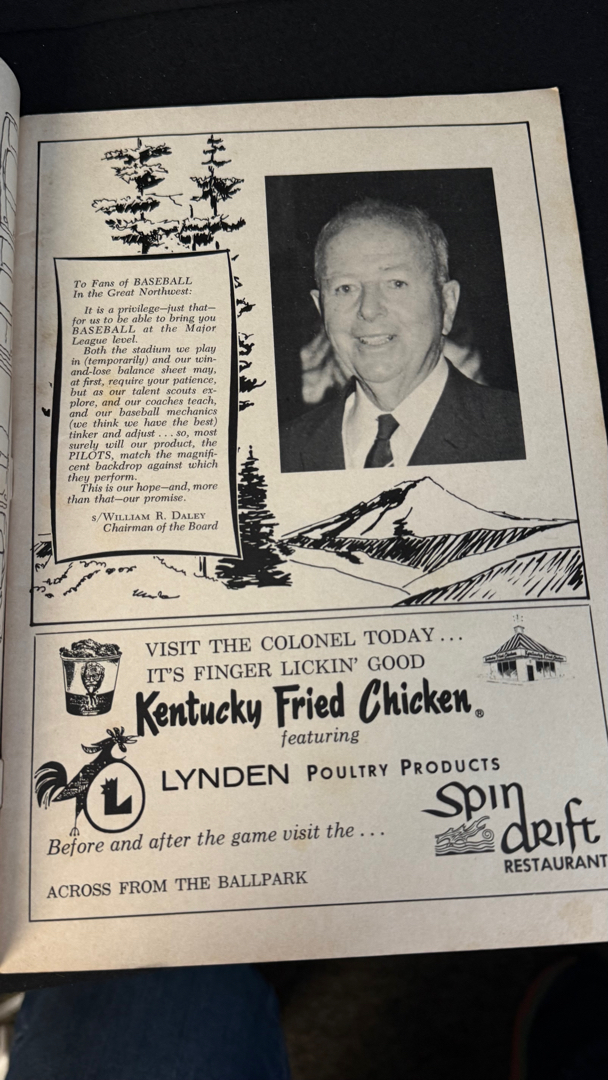 To Fans of BASEBALL
In the Great Northwest:
It is a privilege—just that—
for us to be able to bring you
BASEBALL at the Major
League level.
Both the stadium we play
in (temporarily) and our win-
and-lose balance sheet may,
at first, require your patience,
but as our talent scouts ex-
plore, and our coaches teach,
and our baseball mechanics
(we think we have the best)
tinker and adjust . . . so, most
surely will our product, the
PILOTS, match the magnifi-
cent backdrop against which
they perform.
This is our hope—and, more
than that—our promise.
s/WILLIAM R. DALEY
Chairman of the Board
VISIT THE COLONEL TODAY . . .
IT'S FINGER LICKIN' GOOD
Kentucky Fried Chicken®
featuring
L
LYNDEN POULTRY PRODUCTS
Spindrift
RESTAURANT
Before and after the game visit the . . .
ACROSS FROM THE BALLPARK